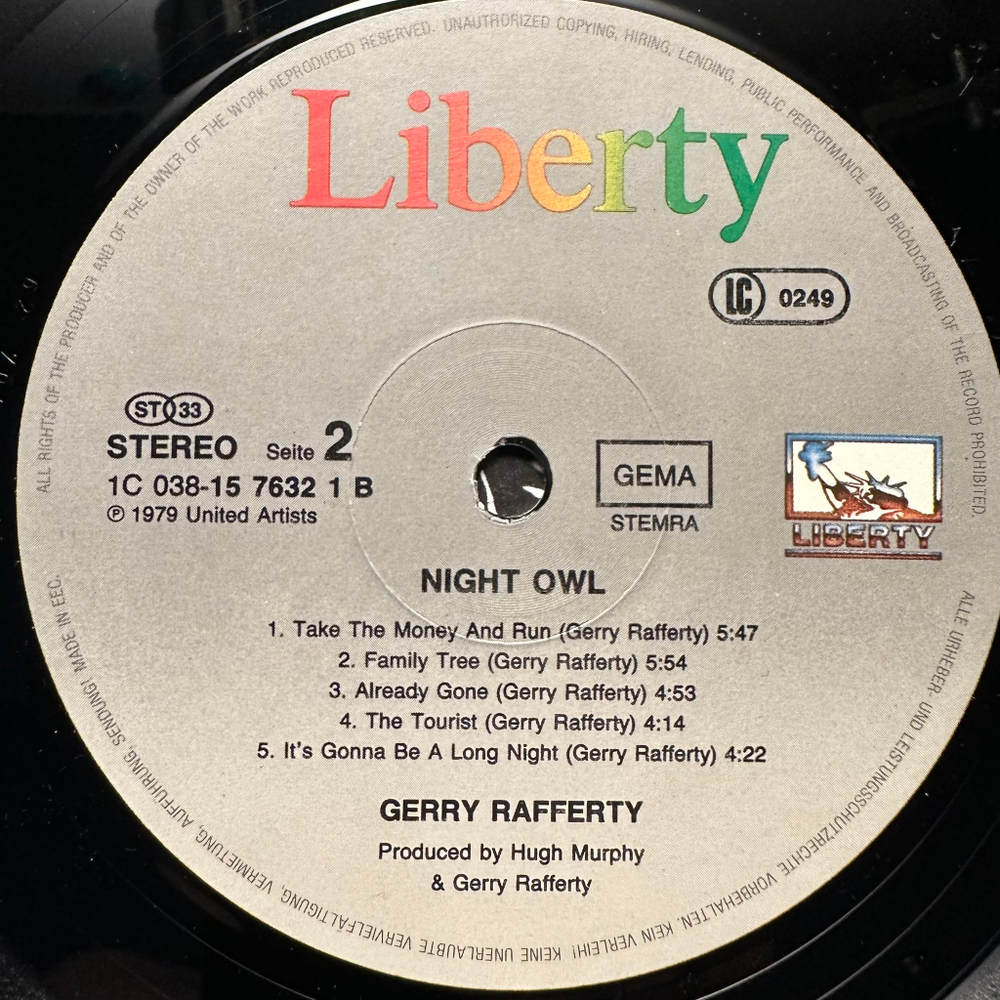 ALL RIGHTS OF THE PRODUCER AND OF THE OWNER OF THE WORK REPRODUCED RESERVED. UNAUTHORIZED COPYING, HIRING, LENDING, PUBLIC PERFORMANCE AND BROADCASTING OF THE RECORD PROHIBITED.
Liberty
LC 0249
ST 33
STEREO Seite 2
1C 038-15 7632 1 B
℗ 1979 United Artists
GEMA
STEMRA
LIBERTY
NIGHT OWL
1. Take The Money And Run (Gerry Rafferty) 5:47
2. Family Tree (Gerry Rafferty) 5:54
3. Already Gone (Gerry Rafferty) 4:53
4. The Tourist (Gerry Rafferty) 4:14
5. It's Gonna Be A Long Night (Gerry Rafferty) 4:22
GERRY RAFFERTY
Produced by Hugh Murphy
& Gerry Rafferty
ALLE URHEBER- UND LEISTUNGSSCHUTZRECHTE VORBEHALTEN. KEIN VERLEIH! KEINE UNERLAUBTE VERVIELFÄLTIGUNG, VERMIETUNG, AUFFÜHRUNG, SENDUNG! MADE IN EEC.